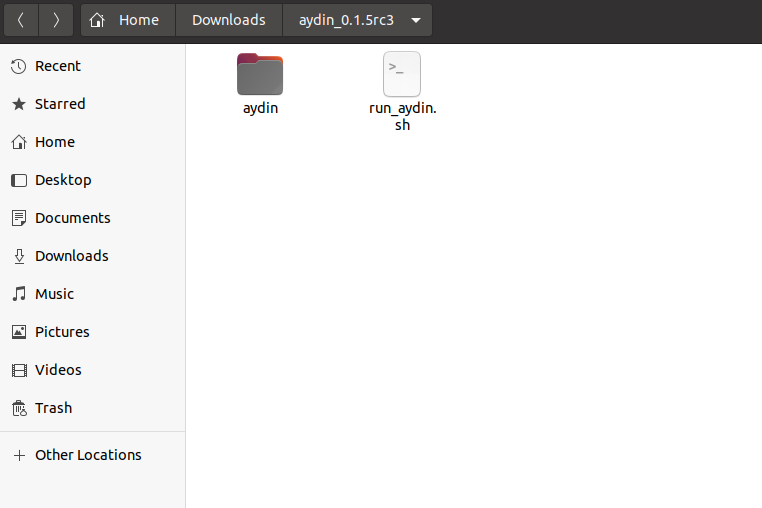 Home Downloads aydin_0.1.5rc3
Recent
Starred
Home
Desktop
Documents
Downloads
Music
Pictures
Videos
Trash
Other Locations
aydin
>_
run_aydin.
sh